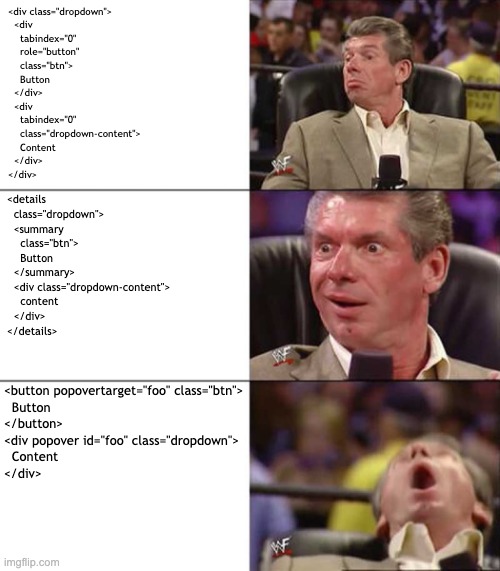 <div class="dropdown">
  <div
    tabindex="0"
    role="button"
    class="btn">
    Button
  </div>
  <div
    tabindex="0"
    class="dropdown-content">
    Content
  </div>
</div>
<details
  class="dropdown">
  <summary
    class="btn">
    Button
  </summary>
  <div class="dropdown-content">
    content
  </div>
</details>
<button popovertarget="foo" class="btn">
  Button
</button>
<div popover id="foo" class="dropdown">
  Content
</div>
imgflip.com